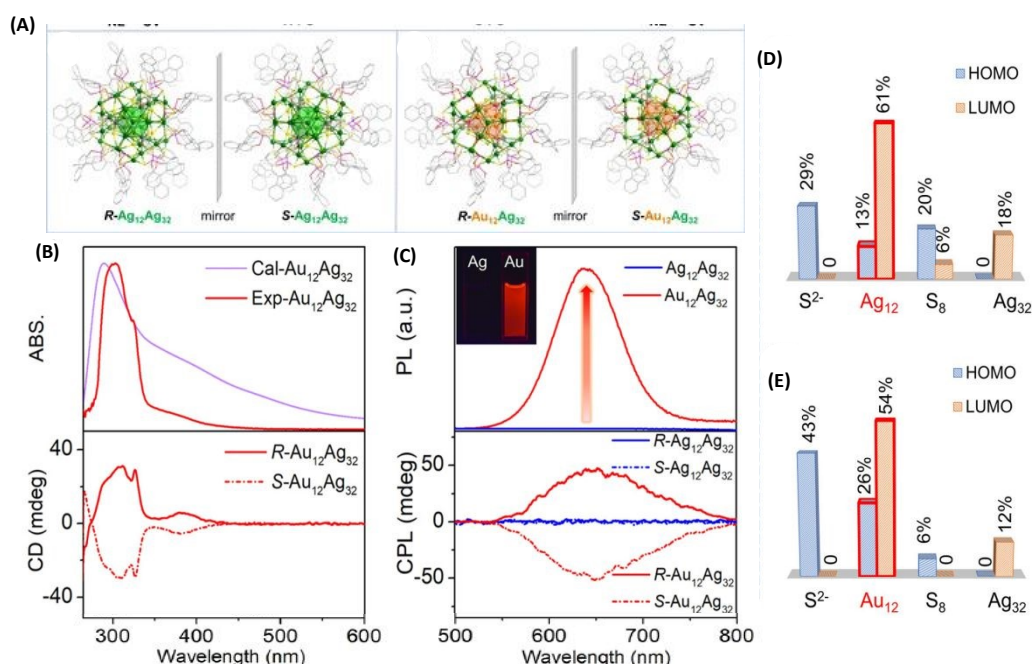 (A)
R-Ag₁₂Ag₃₂ mirror S-Ag₁₂Ag₃₂
R-Au₁₂Ag₃₂ mirror S-Au₁₂Ag₃₂
(B)
Cal-Au₁₂Ag₃₂
Exp-Au₁₂Ag₃₂
ABS.
40
0
-40
CD (mdeg)
R-Au₁₂Ag₃₂
S-Au₁₂Ag₃₂
300 400 500 600
Wavelength (nm)
(C)
Ag Au
Ag₁₂Ag₃₂
Au₁₂Ag₃₂
PL (a.u.)
50
0
-50
CPL (mdeg)
R-Ag₁₂Ag₃₂
S-Ag₁₂Ag₃₂
R-Au₁₂Ag₃₂
S-Au₁₂Ag₃₂
500 600 700 800
Wavelength (nm)
(D)
HOMO
LUMO
29% 0 13% 61% 20% 6% 0 18%
S²⁻ Ag₁₂ S₈ Ag₃₂
(E)
HOMO
LUMO
43% 0 26% 54% 6% 0 0 12%
S²⁻ Au₁₂ S₈ Ag₃₂